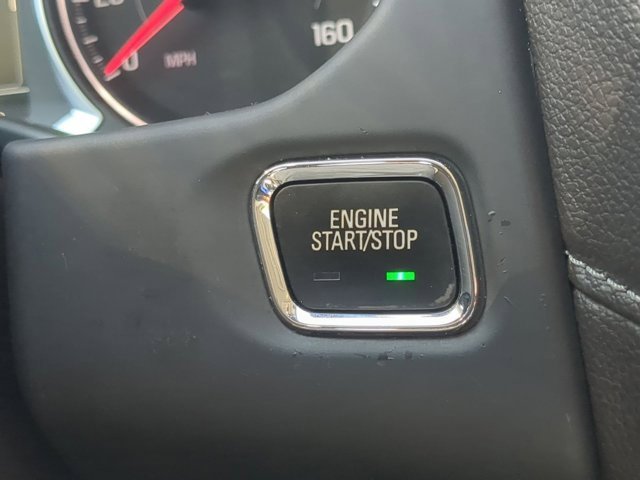 160
MPH
ENGINE
START/STOP